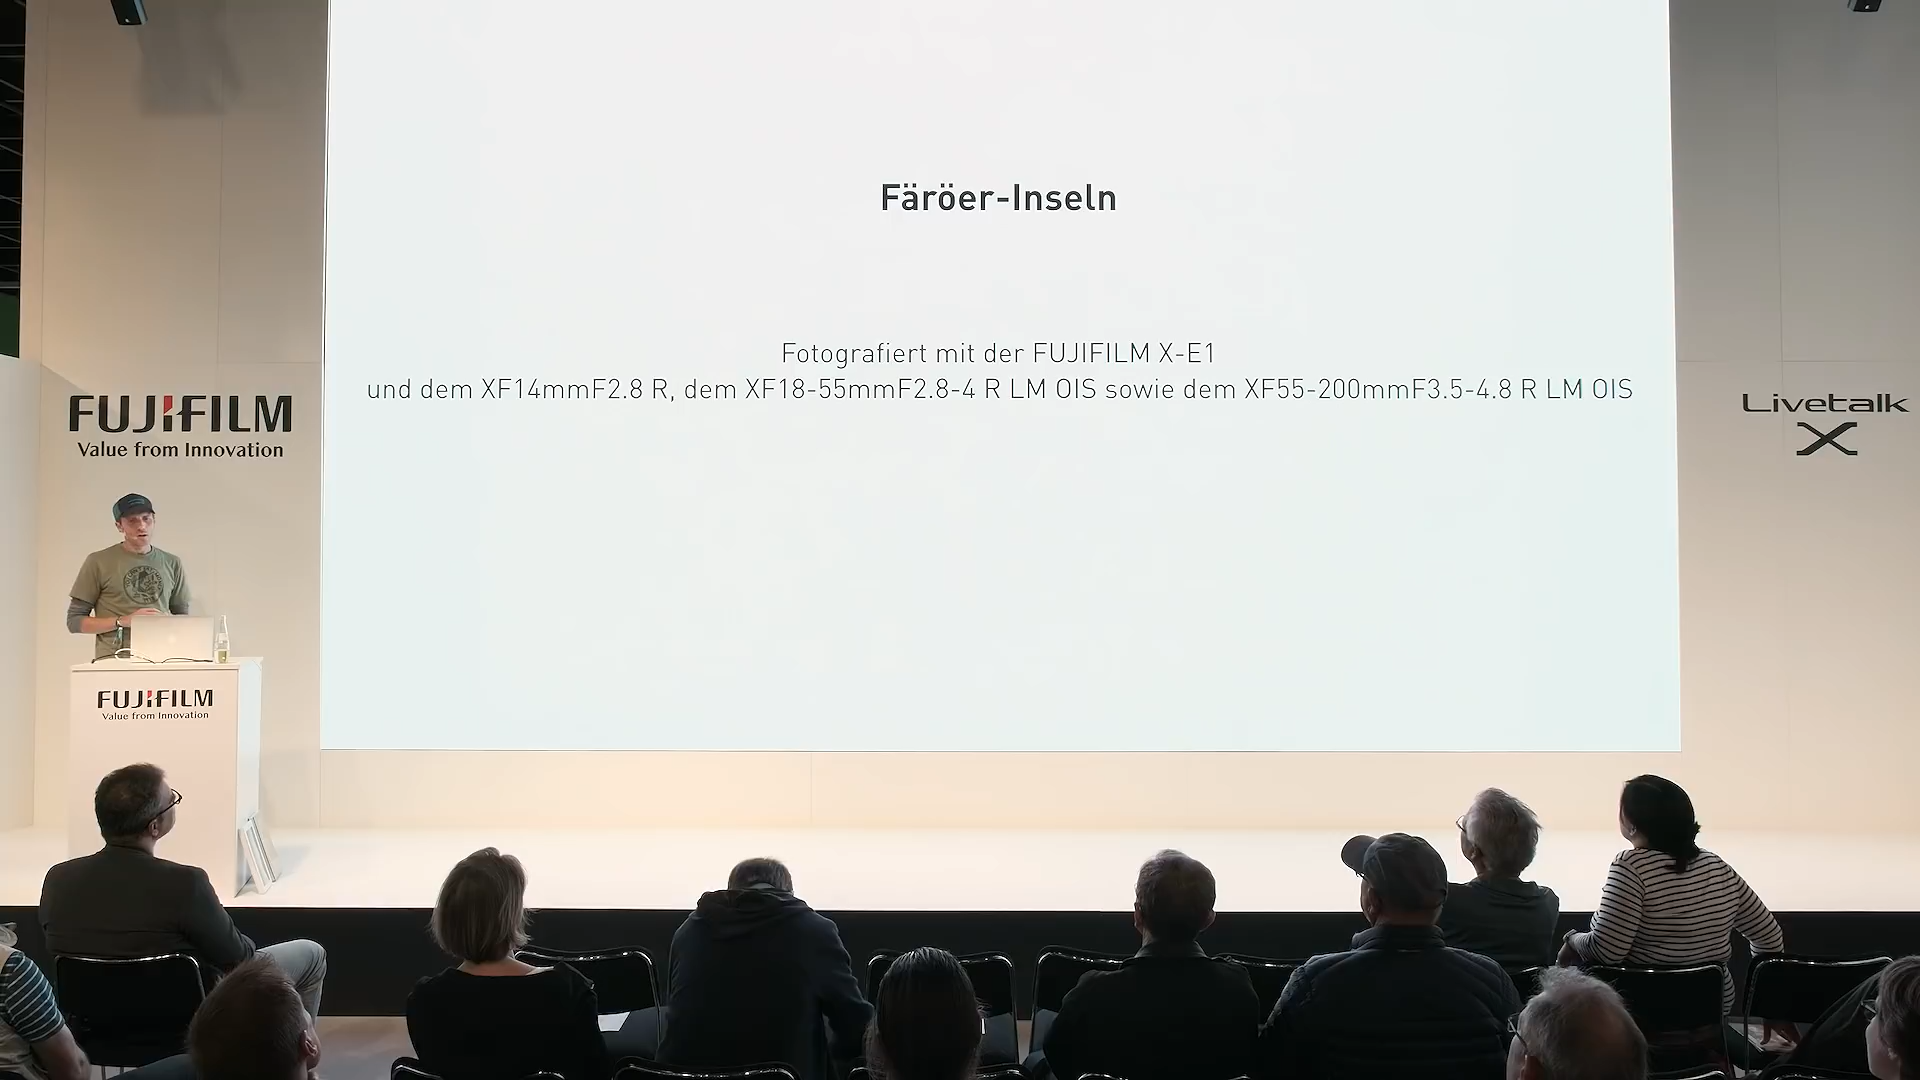 Färöer-Inseln
Fotografiert mit der FUJIFILM X-E1
und dem XF14mmF2.8 R, dem XF18-55mmF2.8-4 R LM OIS sowie dem XF55-200mmF3.5-4.8 R LM OIS
FUJIFILM
Value from Innovation
Livetalk
X
FUJIFILM
Value from Innovation